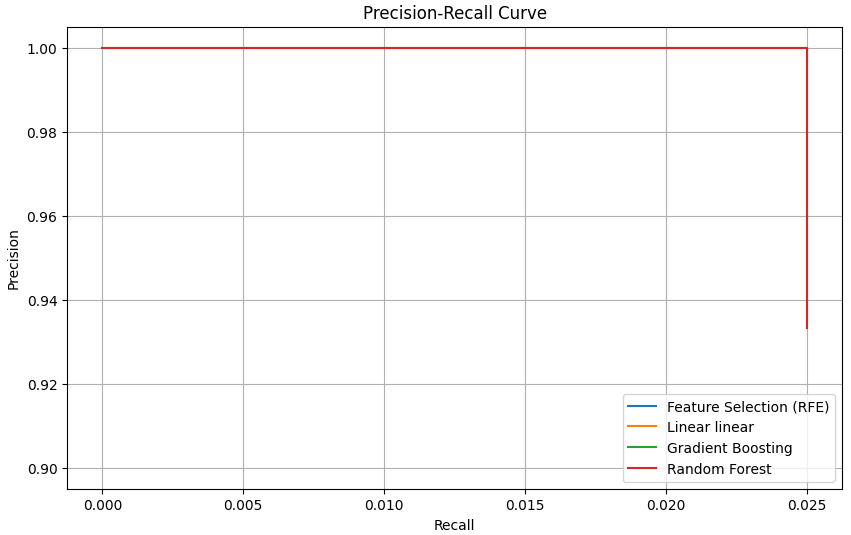 Precision-Recall Curve
1.00
0.98
0.96
0.94
0.92
0.90
Precision
Feature Selection (RFE)
Linear linear
Gradient Boosting
Random Forest
0.000 0.005 0.010 0.015 0.020 0.025
Recall